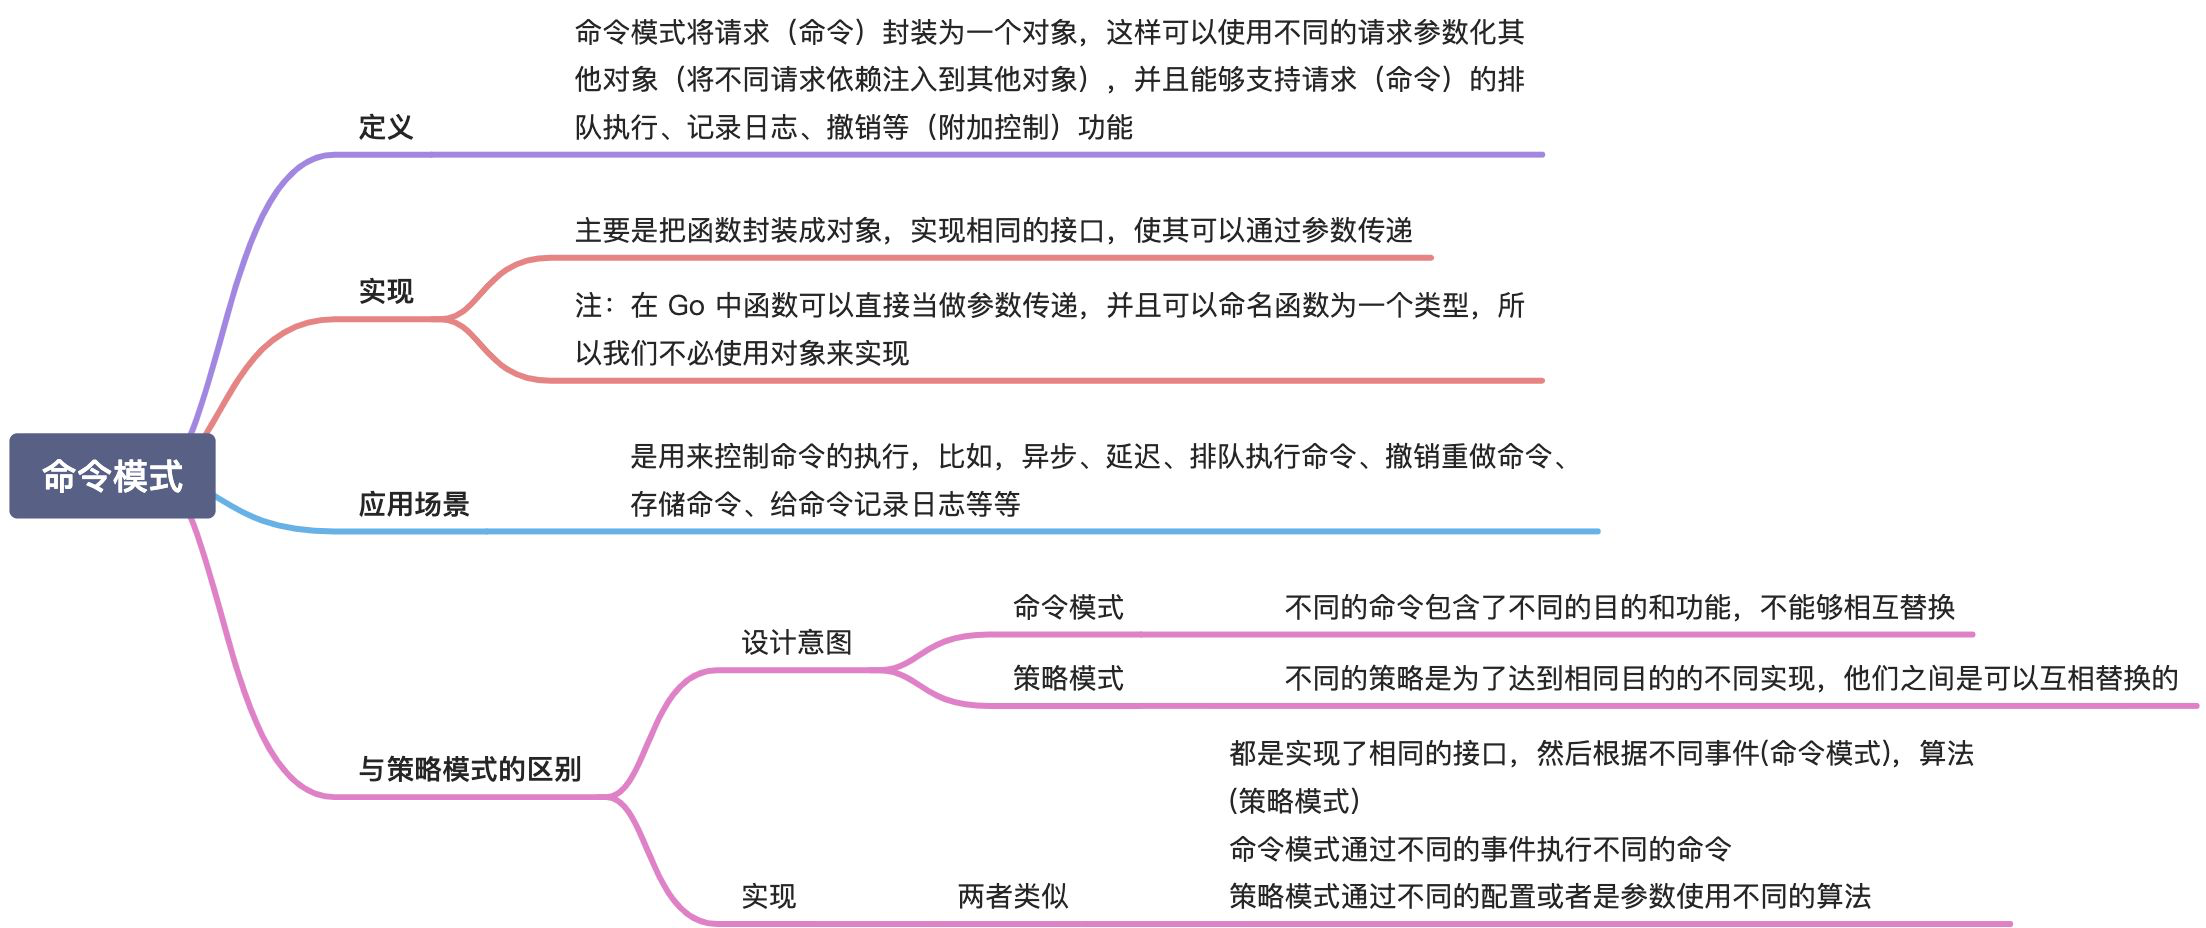 命令模式
定义
命令模式将请求（命令）封装为一个对象，这样可以使用不同的请求参数化其
他对象（将不同请求依赖注入到其他对象），并且能够支持请求（命令）的排
队执行、记录日志、撤销等（附加控制）功能
实现
主要是把函数封装成对象，实现相同的接口，使其可以通过参数传递
注：在 Go 中函数可以直接当做参数传递，并且可以命名函数为一个类型，所
以我们不必使用对象来实现
应用场景
是用来控制命令的执行，比如，异步、延迟、排队执行命令、撤销重做命令、
存储命令、给命令记录日志等等
与策略模式的区别
设计意图
命令模式
不同的命令包含了不同的目的和功能，不能够相互替换
策略模式
不同的策略是为了达到相同目的的不同实现，他们之间是可以互相替换的
实现
两者类似
都是实现了相同的接口，然后根据不同事件(命令模式)，算法
(策略模式)
命令模式通过不同的事件执行不同的命令
策略模式通过不同的配置或者是参数使用不同的算法